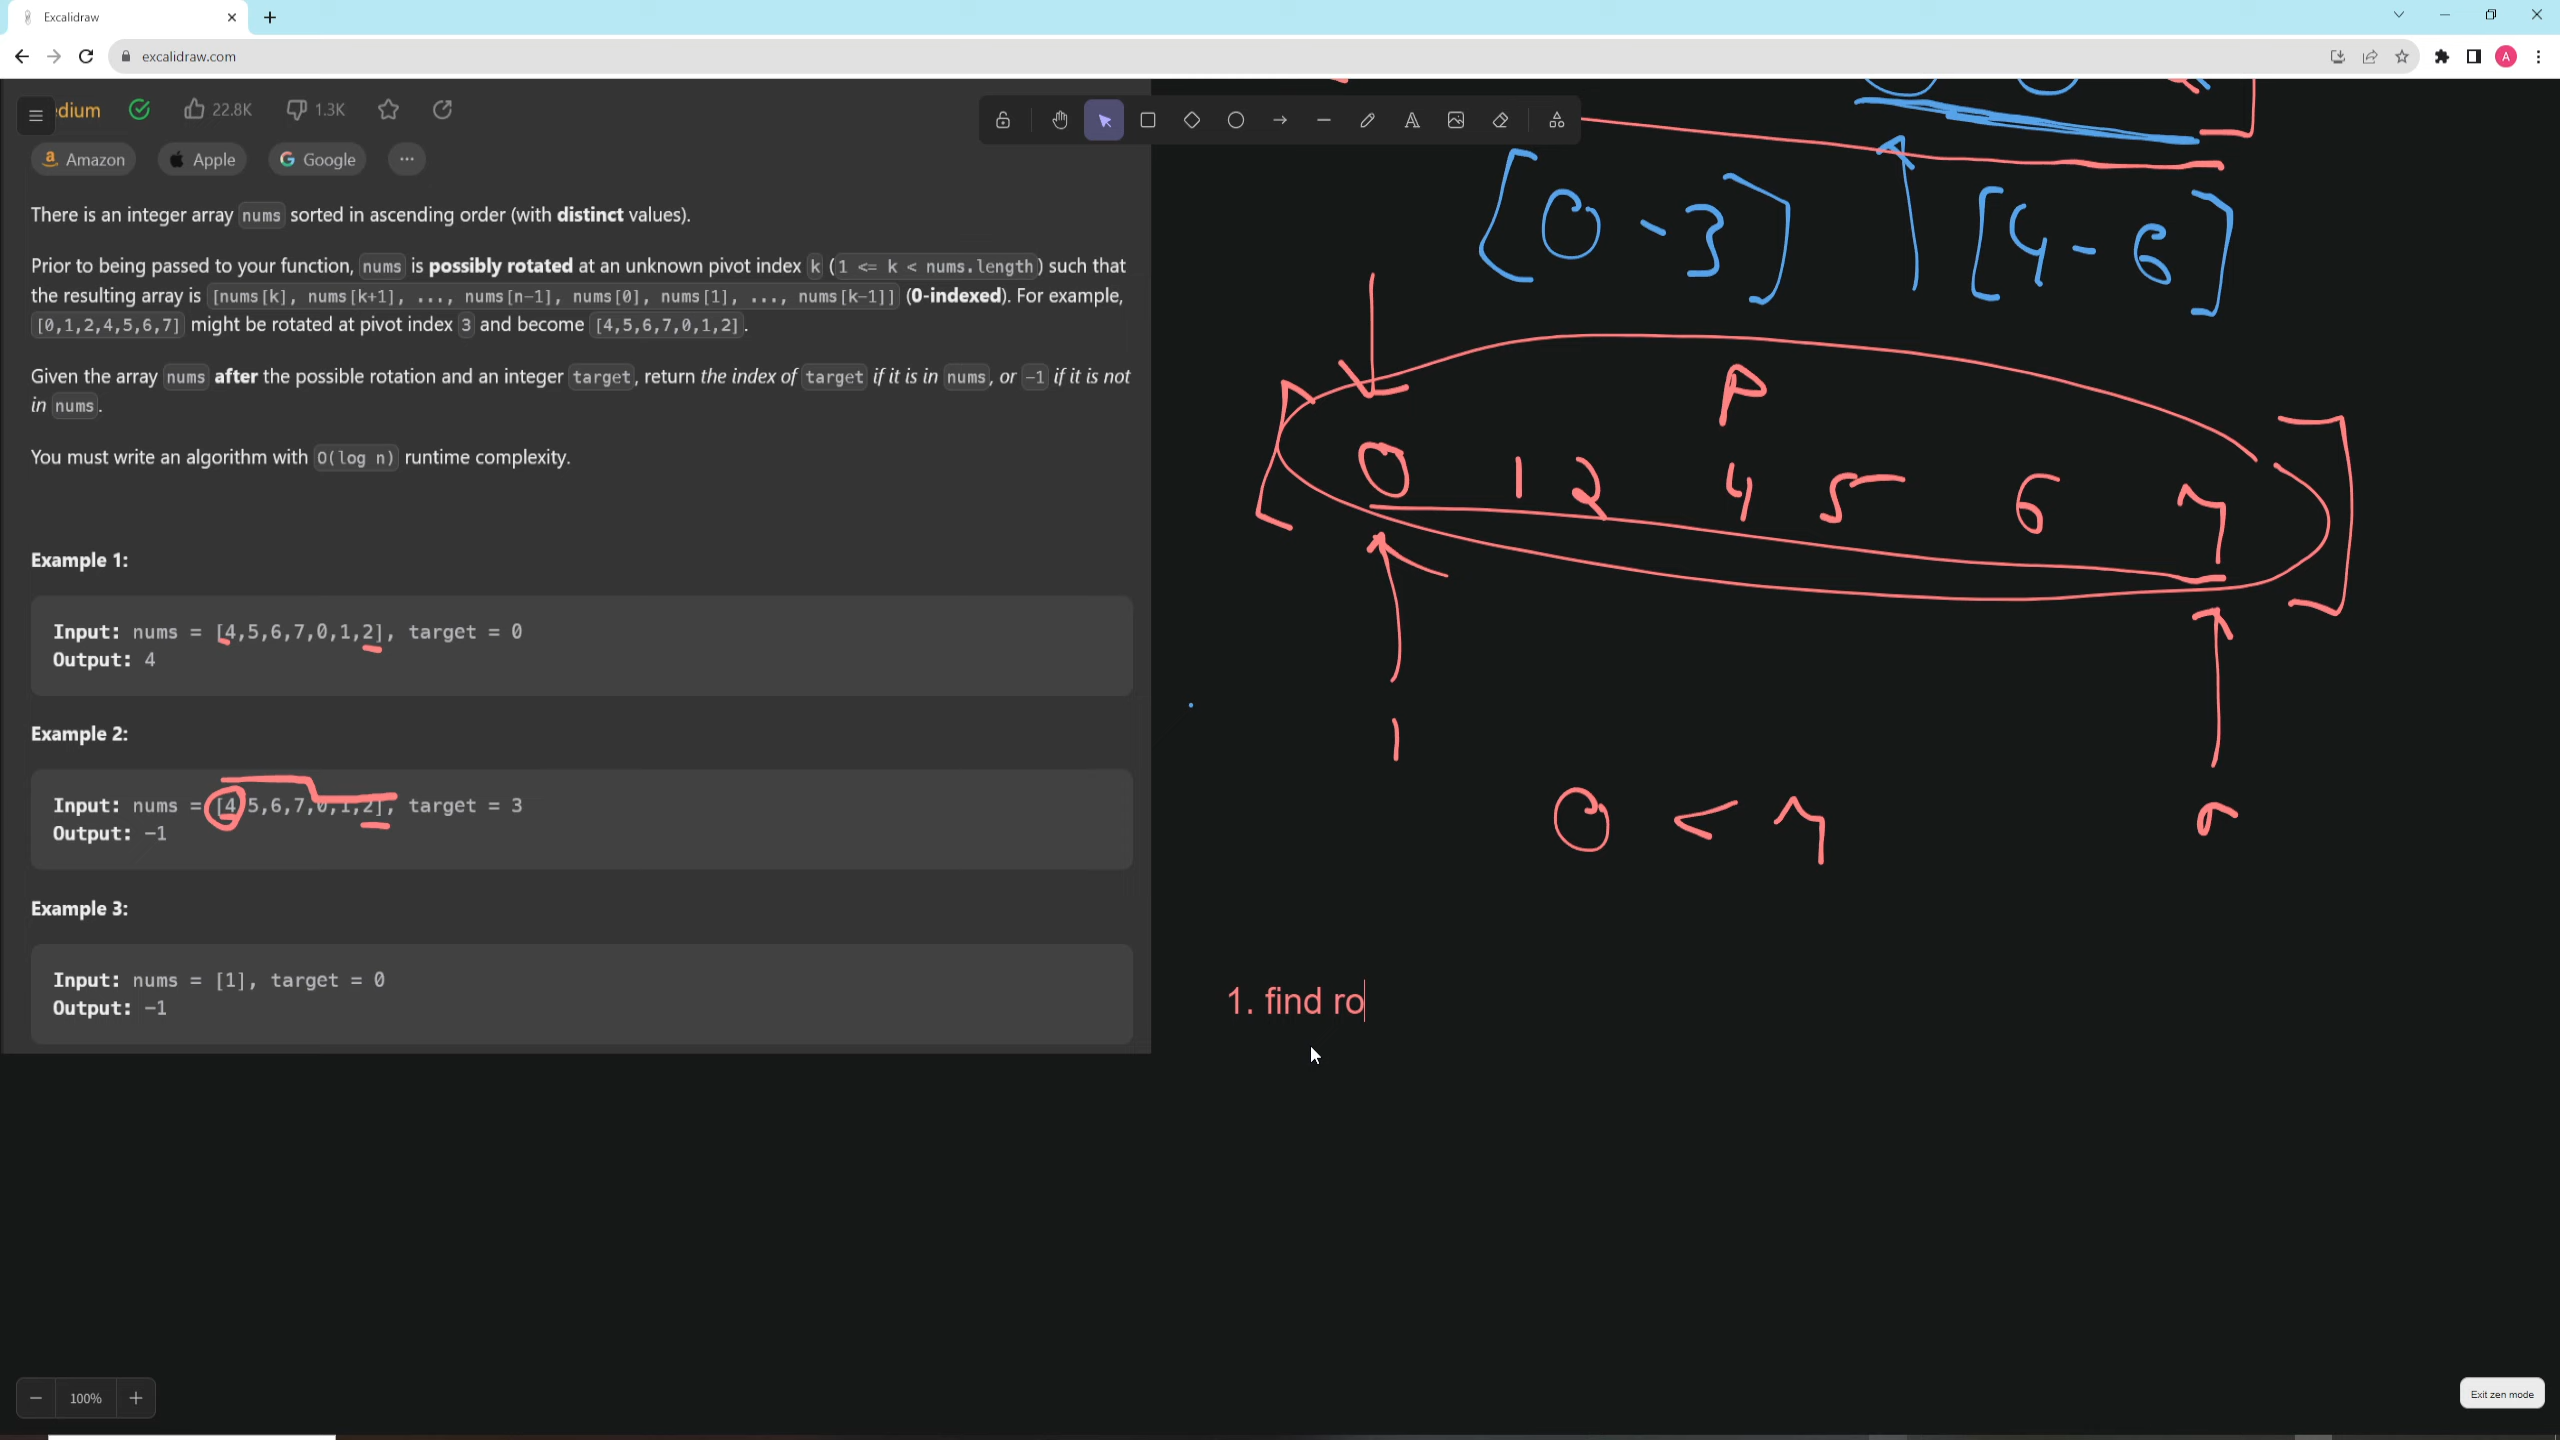 Excalidraw
excalidraw.com
A
edium 22.8K 1.3K
Amazon Apple Google ...
There is an integer array nums sorted in ascending order (with distinct values).
Prior to being passed to your function, nums is possibly rotated at an unknown pivot index k (1 <= k < nums.length) such that
the resulting array is [nums[k], nums[k+1], ..., nums[n-1], nums[0], nums[1], ..., nums[k-1]] (0-indexed). For example,
[0,1,2,4,5,6,7] might be rotated at pivot index 3 and become [4,5,6,7,0,1,2].
Given the array nums after the possible rotation and an integer target, return the index of target if it is in nums, or -1 if it is not
in nums.
You must write an algorithm with O(log n) runtime complexity.
Example 1:
Input: nums = [4,5,6,7,0,1,2], target = 0
Output: 4
Example 2:
Input: nums = [4,5,6,7,0,1,2], target = 3
Output: -1
Example 3:
Input: nums = [1], target = 0
Output: -1
[0-3] [4-6]
P
0 1 2 4 5 6 7
l r
0 < 7
1. find ro
100%
Exit zen mode